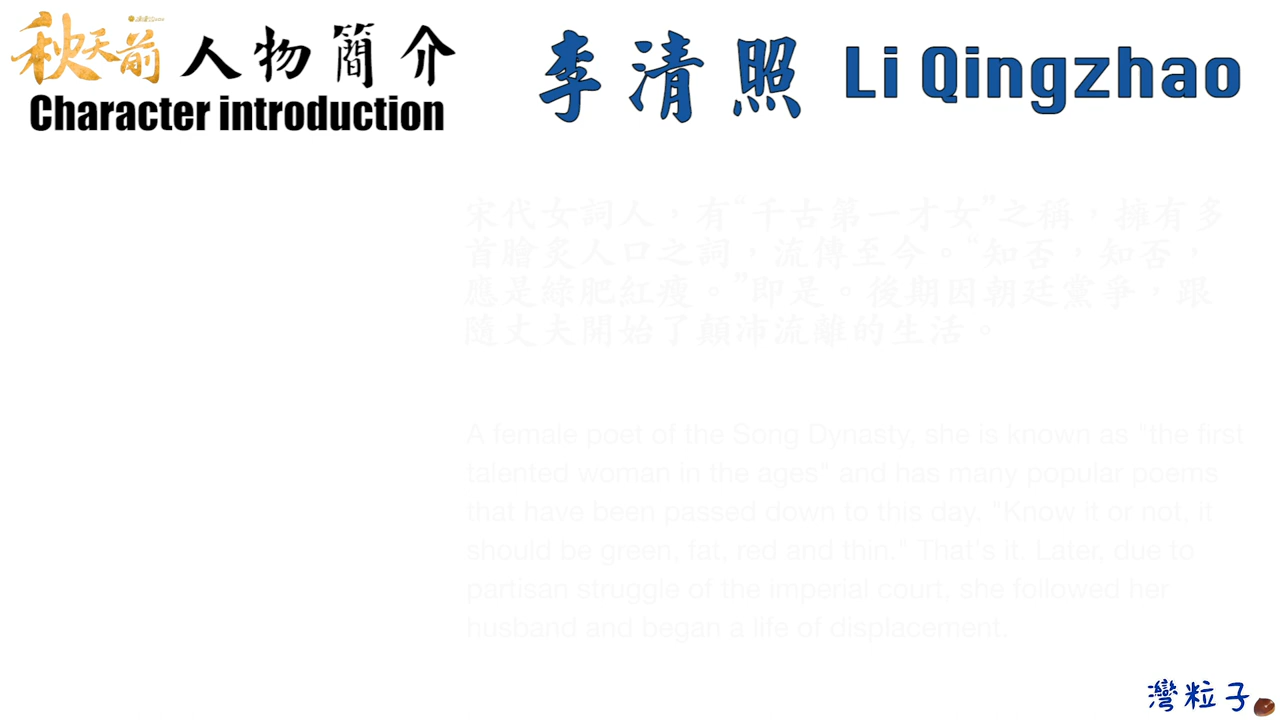 秋天前 人物簡介
Character introduction
李清照 Li Qingzhao
宋代女詞人，有“千古第一才女”之稱，擁有多
首膾炙人口之詞，流傳至今。“知否，知否，
應是綠肥紅瘦。”即是。後期因朝廷黨爭，跟
隨丈夫開始了顛沛流離的生活。
A female poet of the Song Dynasty, she is known as "the first
talented woman in the ages" and has many popular poems
that have been passed down to this day. "Know it or not, it
should be green, fat, red and thin." That's it. Later, due to
partisan struggle of the imperial court, she followed her
husband and began a life of displacement.
灣粒子